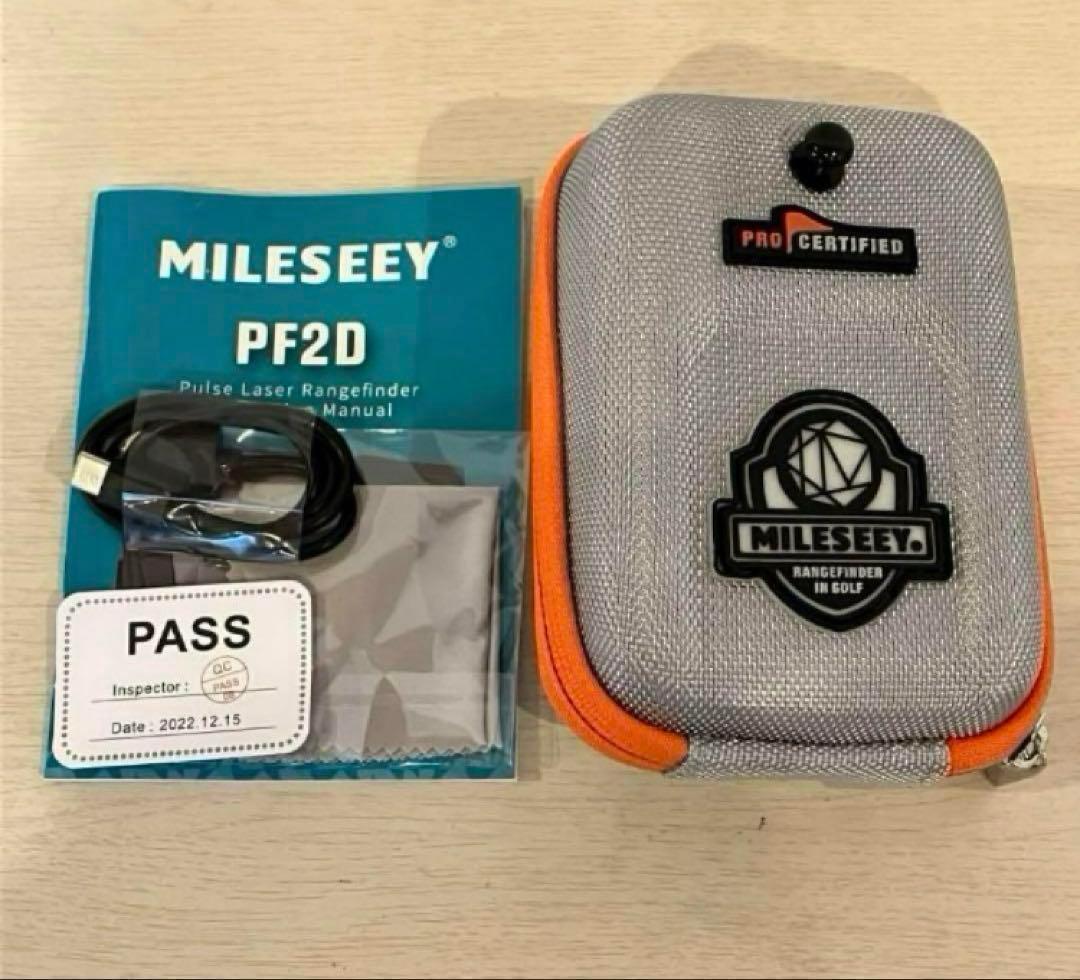 MILESEEY®
PF2D
Pulse Laser Rangefinder
Manual
PASS
Inspector :
QC
PASS
Date : 2022.12.15
PRO CERTIFIED
MILESEEY.
RANGEFINDER
IN GOLF